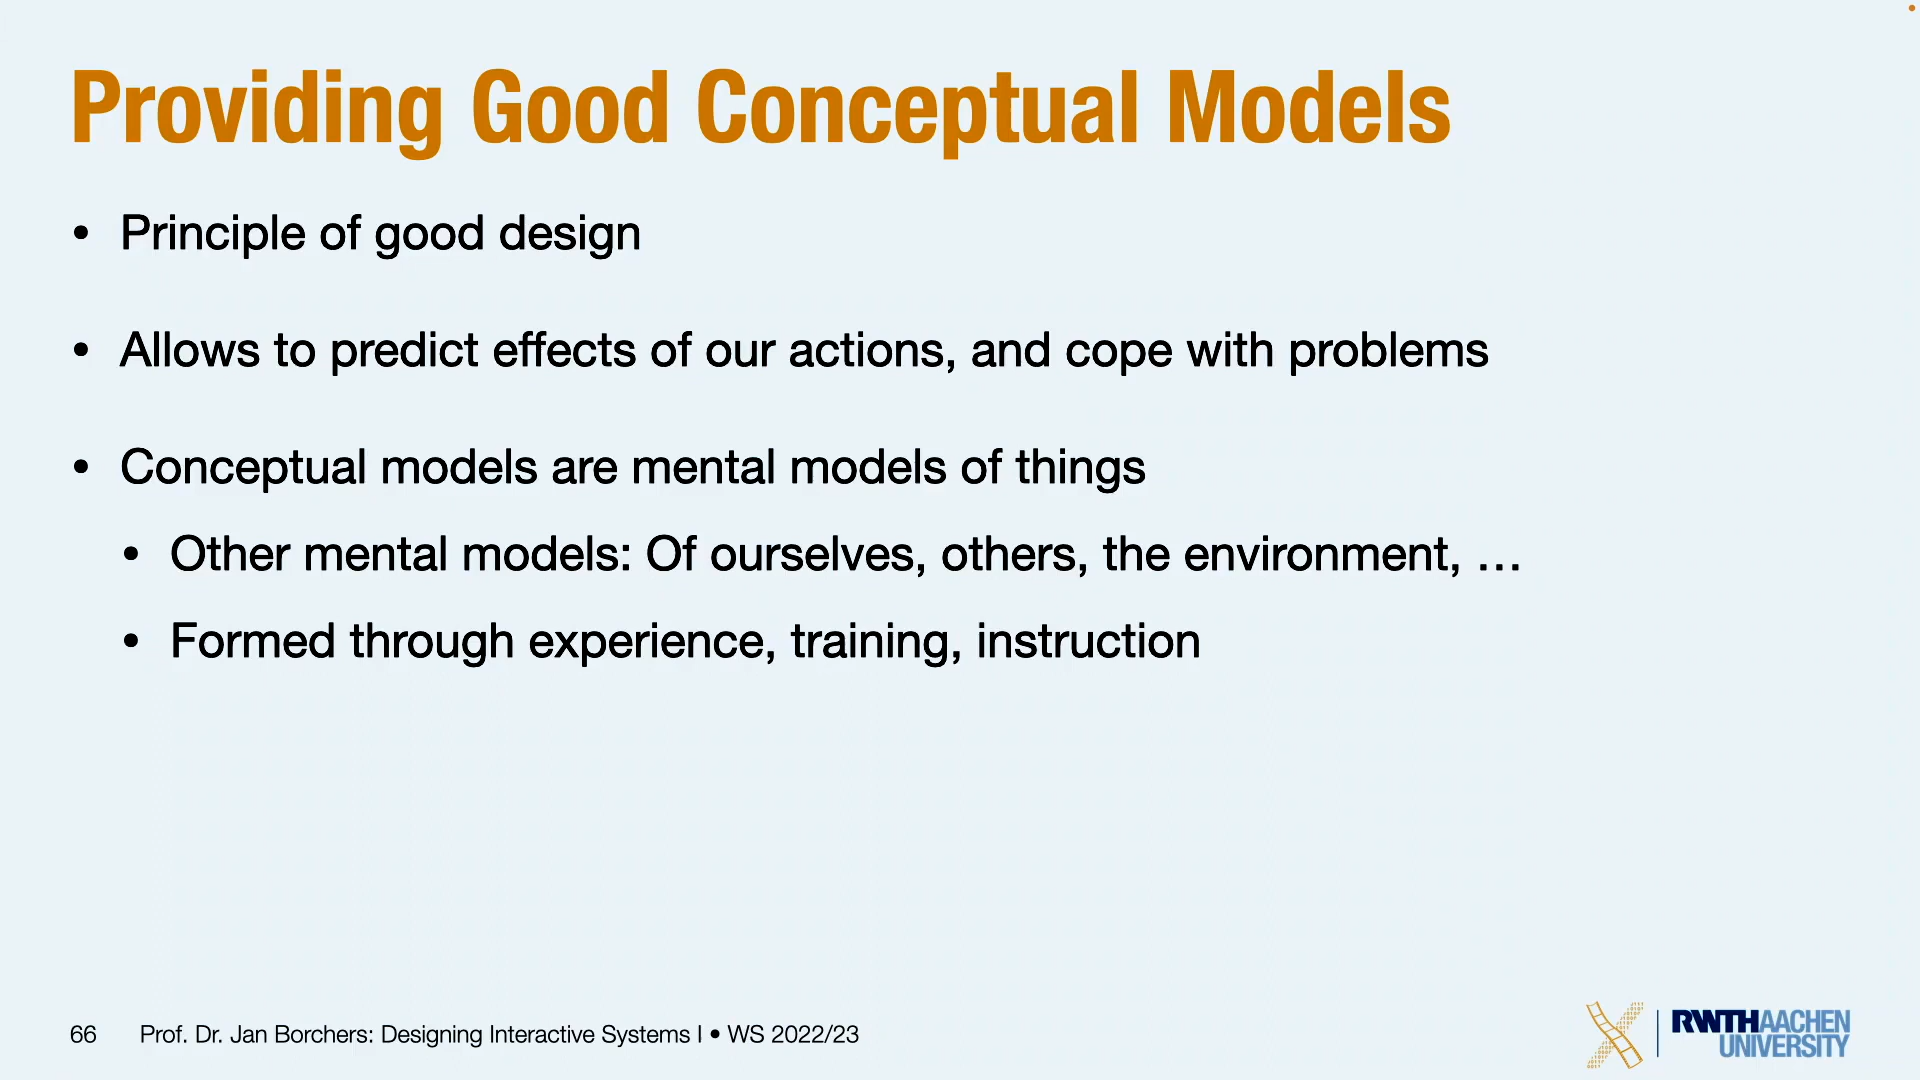 Providing Good Conceptual Models
• Principle of good design
• Allows to predict effects of our actions, and cope with problems
• Conceptual models are mental models of things
• Other mental models: Of ourselves, others, the environment, …
• Formed through experience, training, instruction
66 Prof. Dr. Jan Borchers: Designing Interactive Systems I • WS 2022/23
RWTHAACHEN
UNIVERSITY